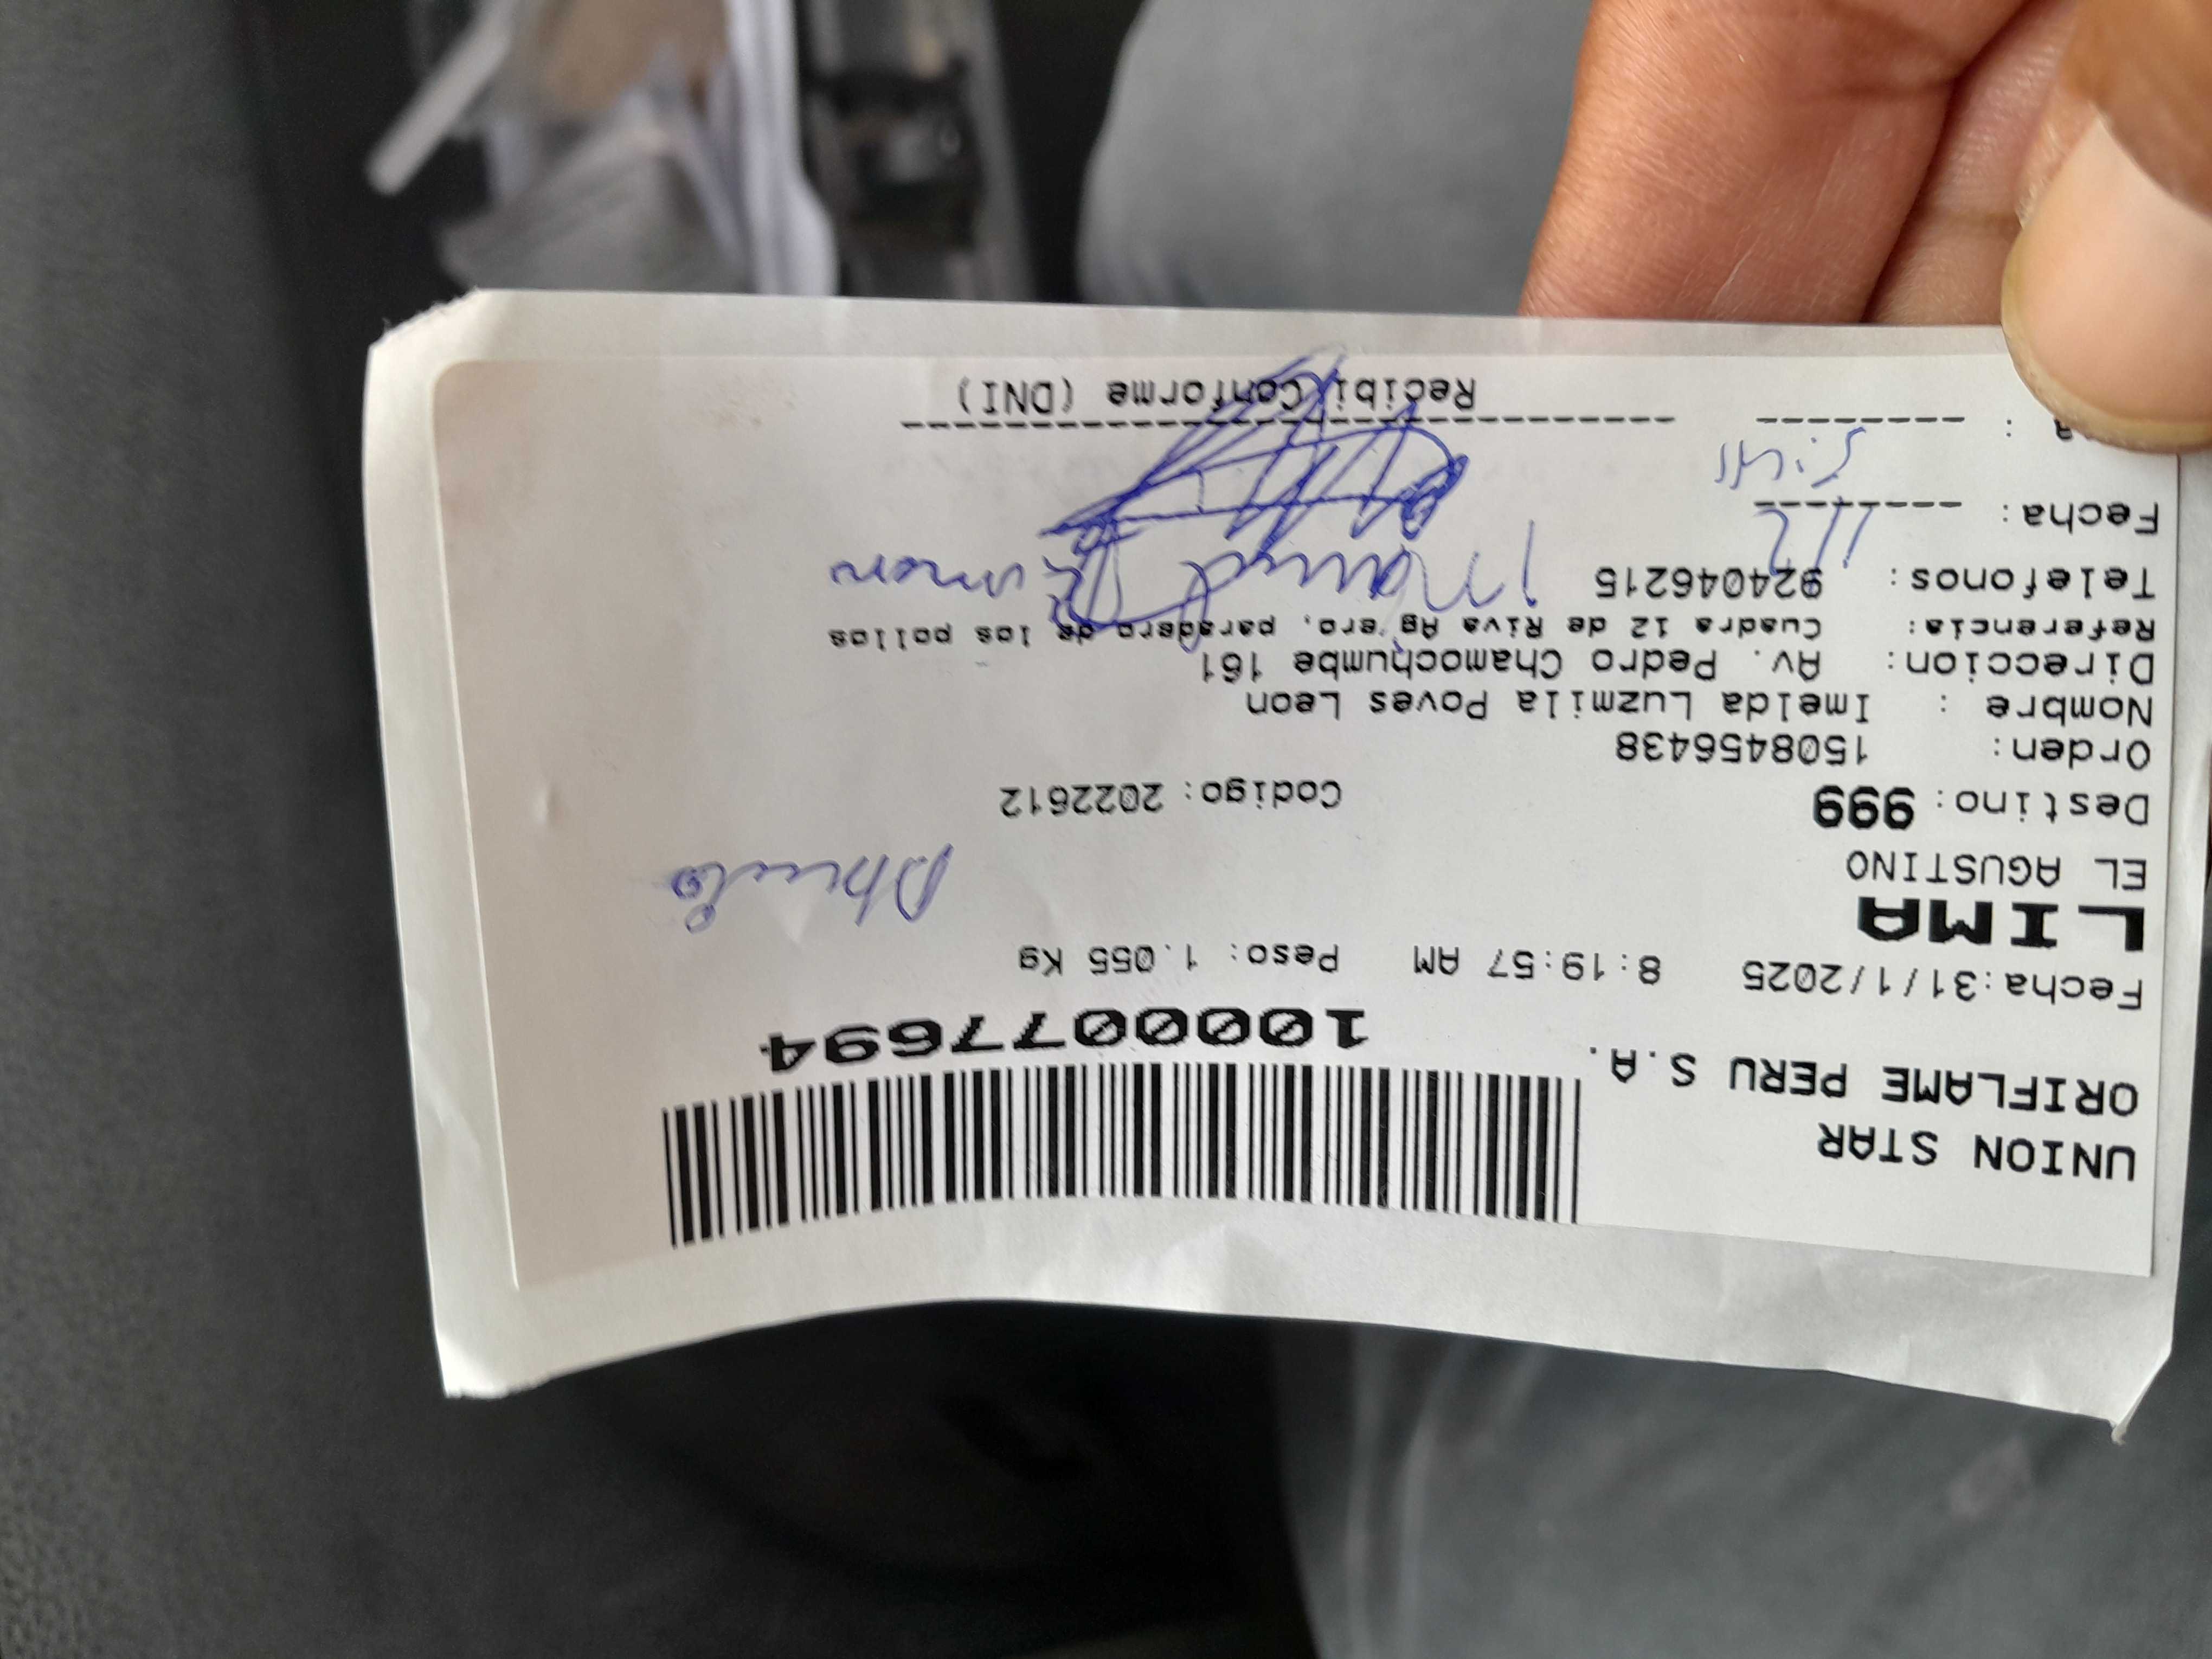 UNION STAR
ORIFLAME PERU S.A.
1000077694
Fecha:31/1/2025 8:19:57 AM Peso: 1.055 Kg
LIMA
EL AGUSTINO
Destino: 999 Codigo: 2022612
Orden: 1508456438
Nombre : Imelda Luzmila Poves Leon
Direccion: Av. Pedro Chamochumbe 161
Referencia: Cuadra 12 de Riva Ag ero, paradero de los pollos
Telefonos: 924046215
Fecha:
Recibi Conforme (DNI)